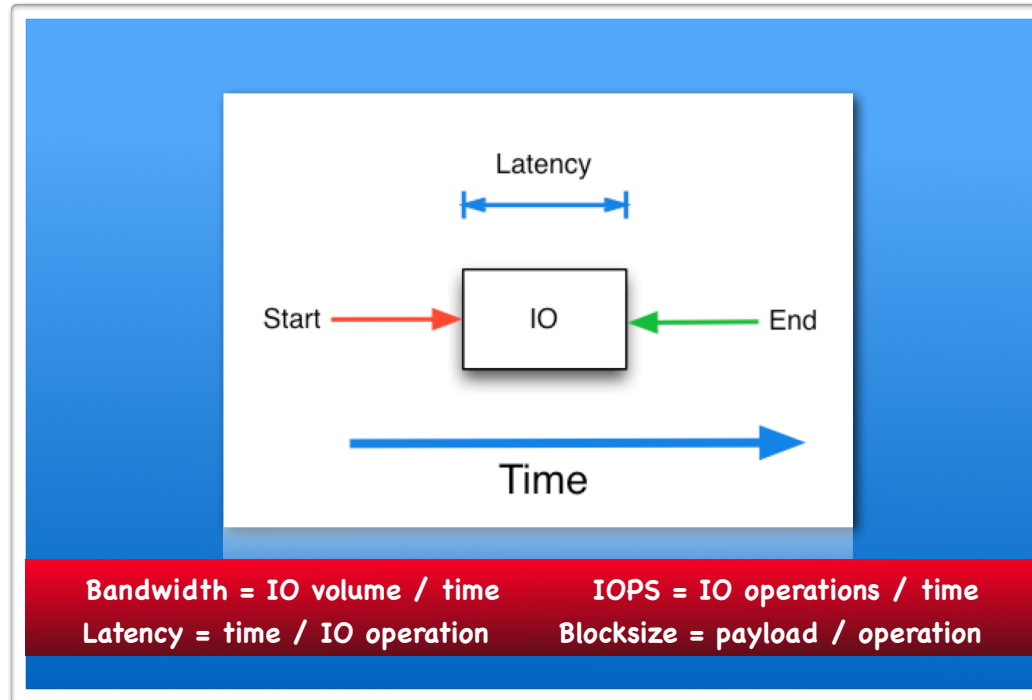 Latency
Start
IO
End
Time
Bandwidth = IO volume / time
IOPS = IO operations / time
Latency = time / IO operation
Blocksize = payload / operation